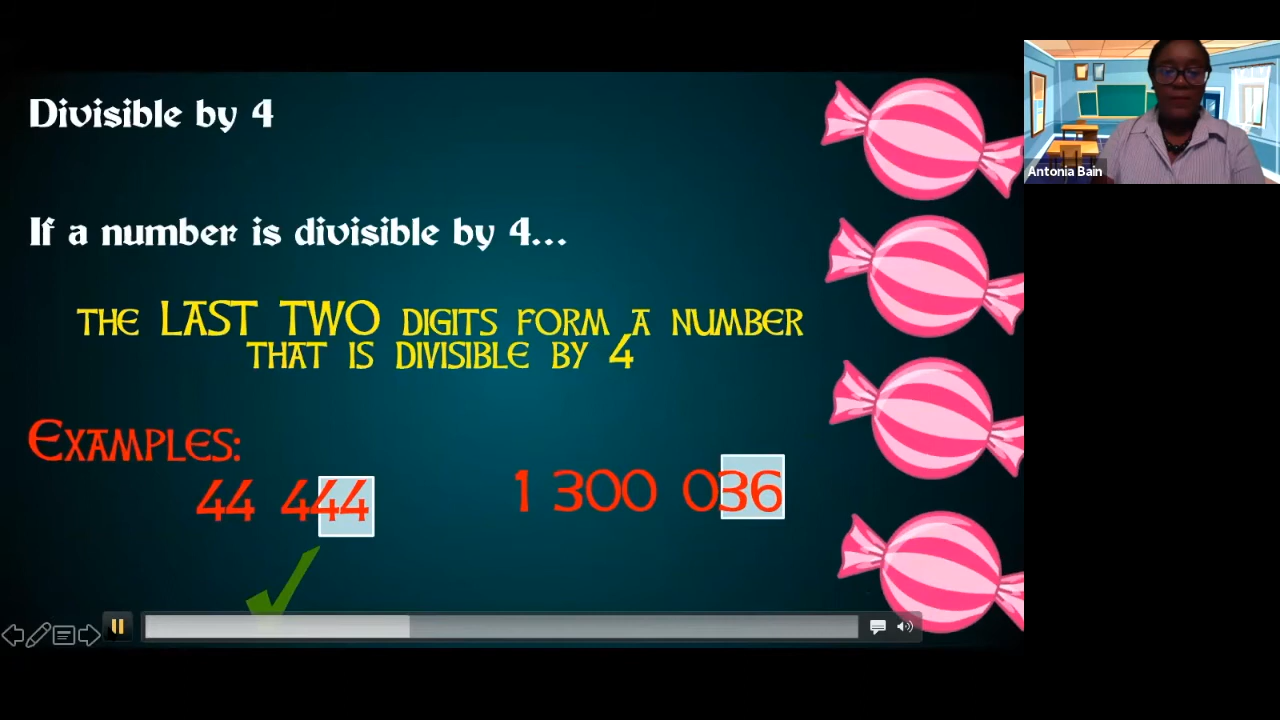 Divisible by 4
If a number is divisible by 4...
THE LAST TWO DIGITS FORM A NUMBER
THAT IS DIVISIBLE BY 4
EXAMPLES:
44 444
1 300 036
Antonia Bain